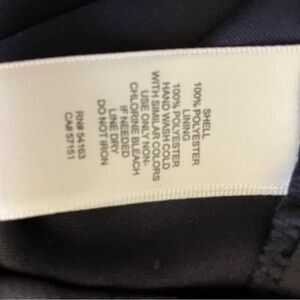 SHELL
100% POLYESTER
LINING
100% POLYESTER
HAND WASH COLD
WITH SIMILAR COLORS
USE ONLY NON-
CHLORINE BLEACH
IF NEEDED
LINE DRY
DO NOT IRON
RN# 54163
CA# 57151